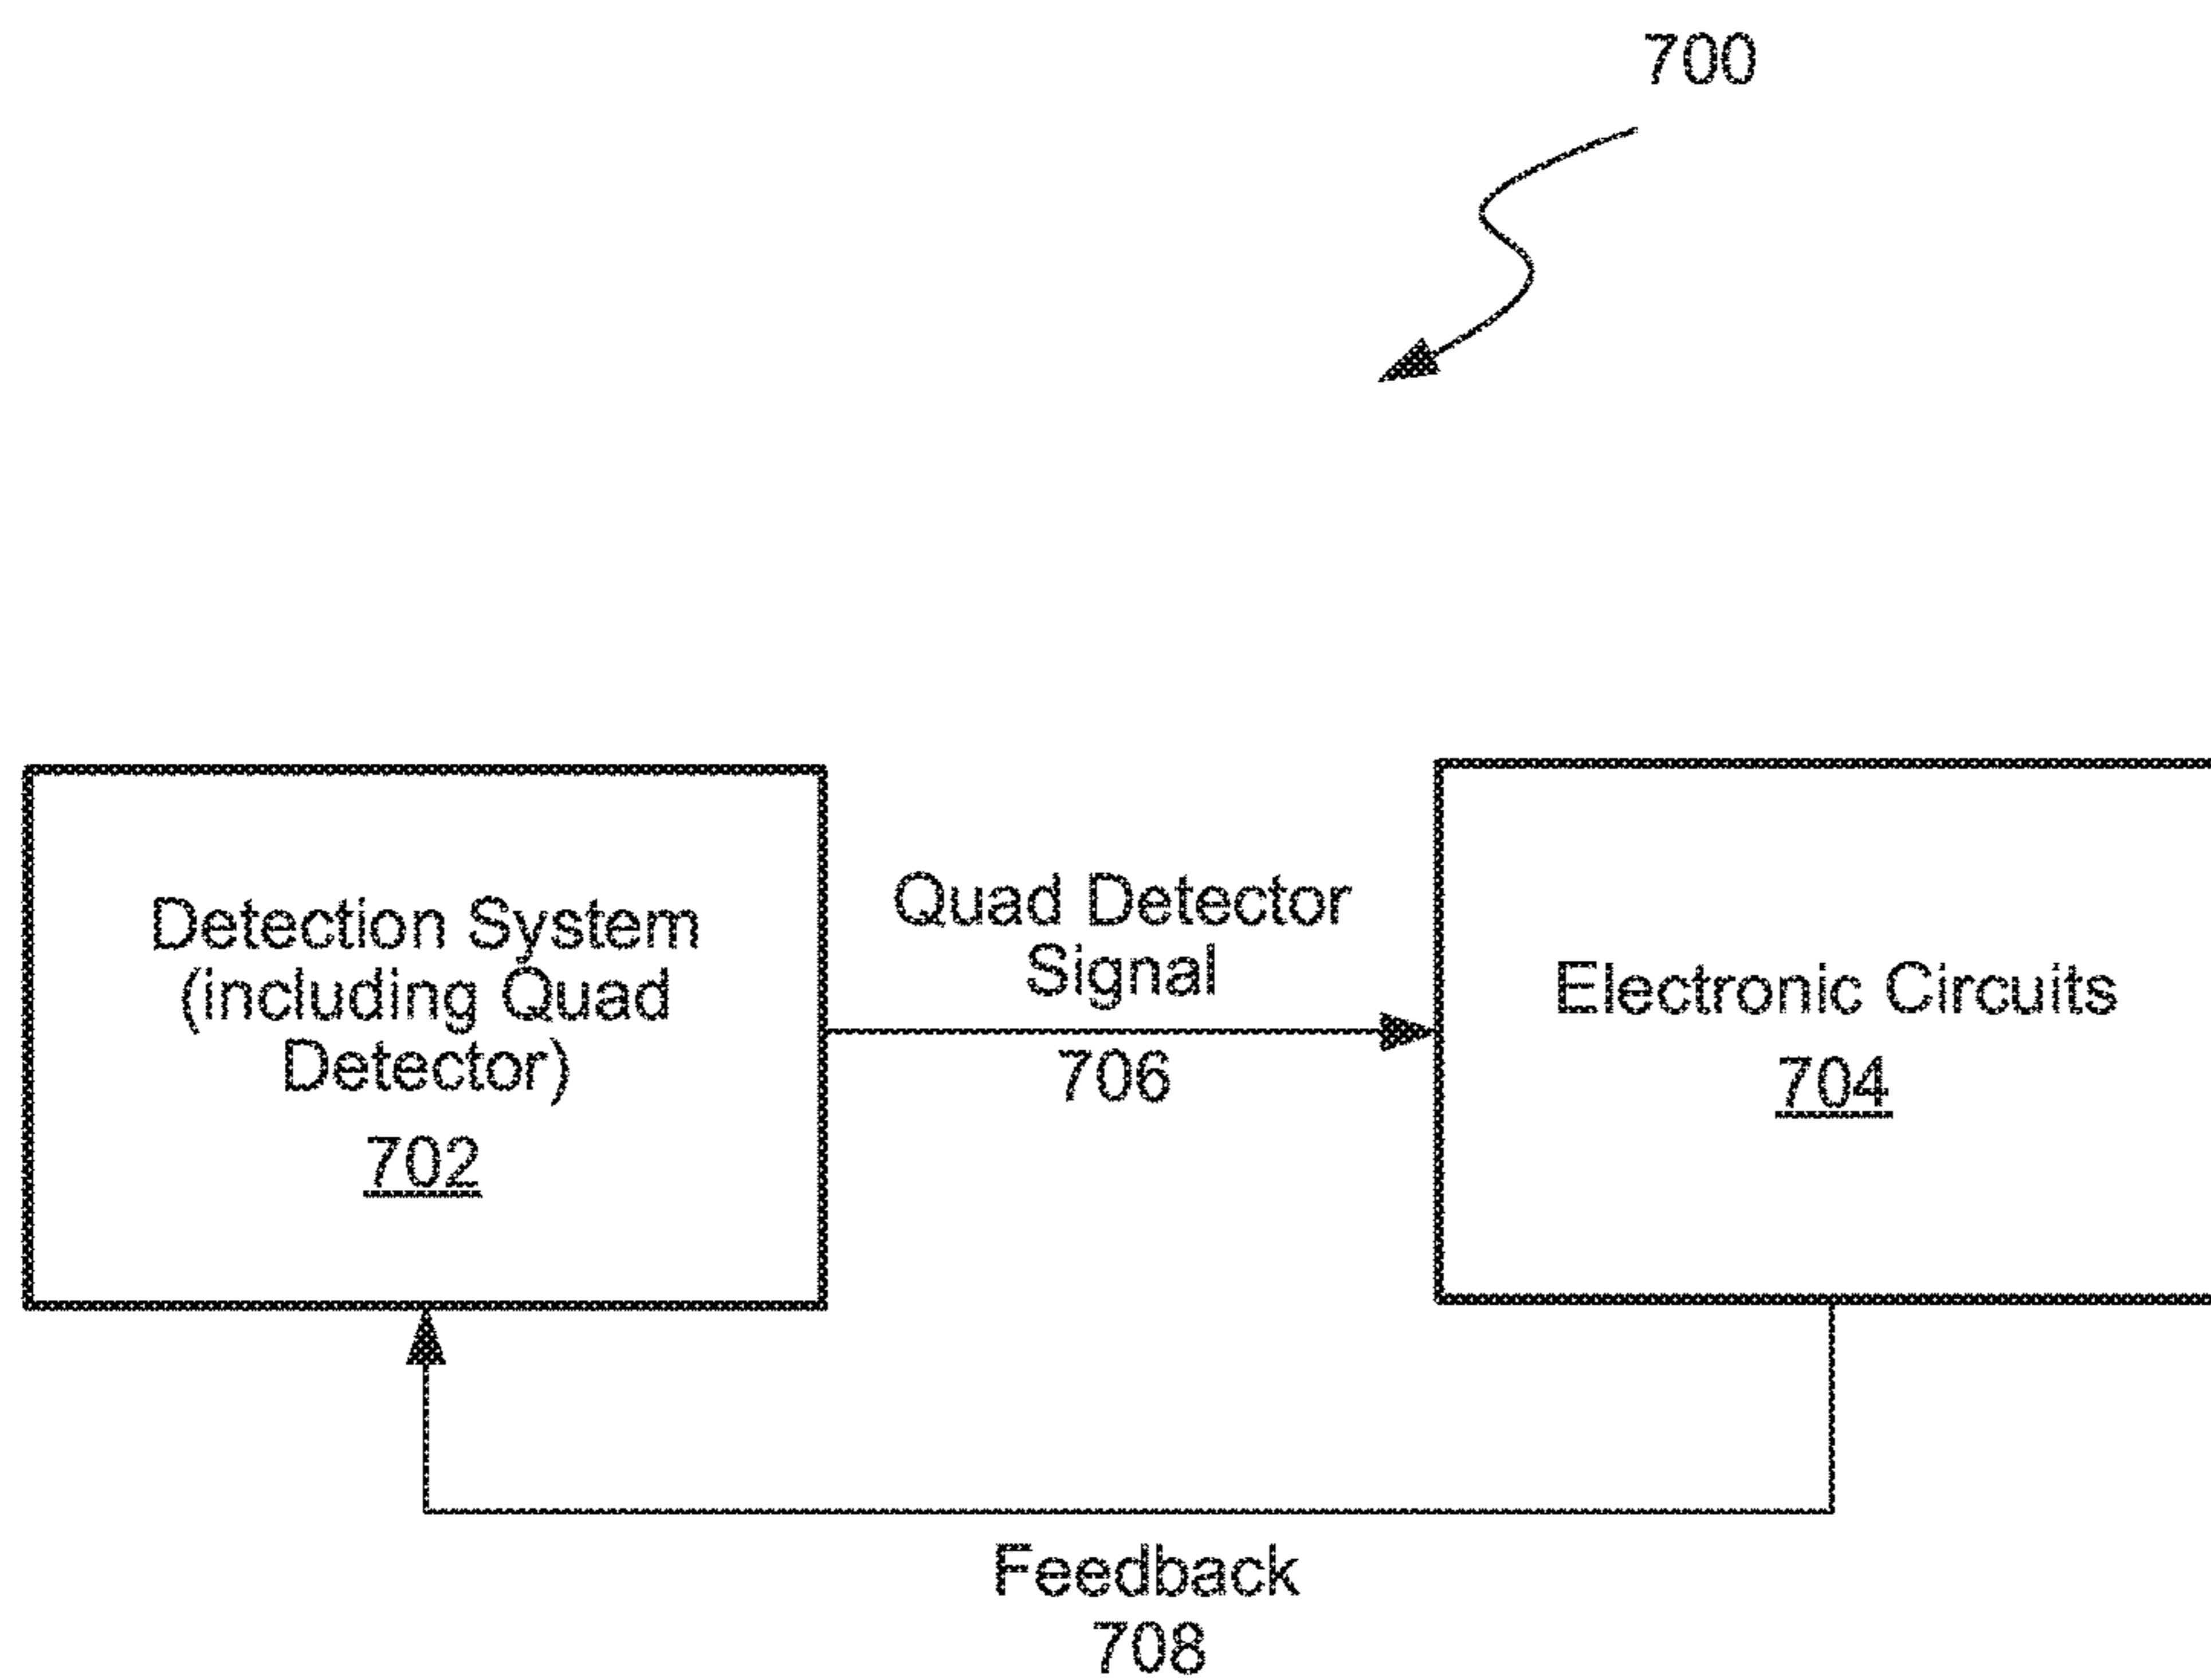 700
Detection System
(including Quad
Detector)
702
Quad Detector
Signal
706
Electronic Circuits
704
Feedback
708